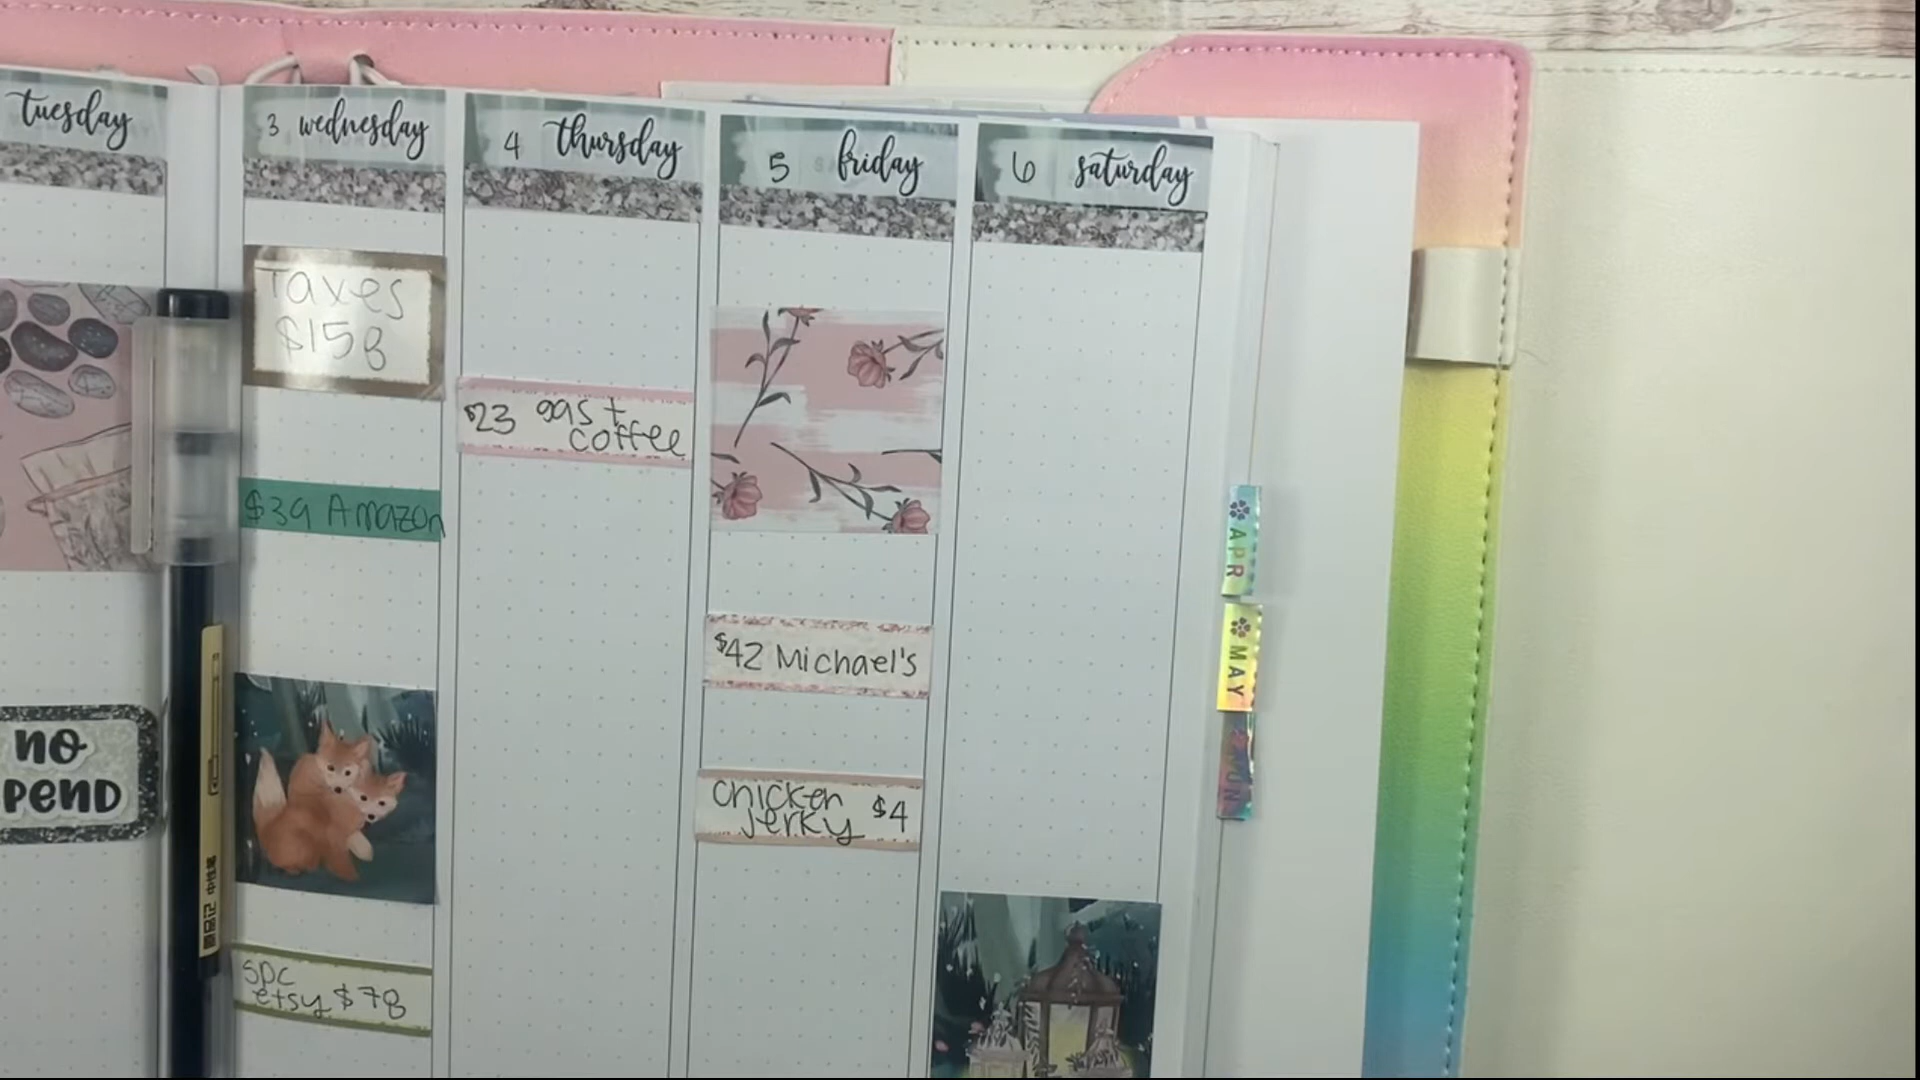 tuesday
no
PEND
3 wednesday
Taxes
$158
$39 Amazon
spc
etsy $78
4 thursday
$23 gas +
coffee
5 friday
$42 Michael's
chicken $4
jerky
6 saturday
APR
MAY
JUN